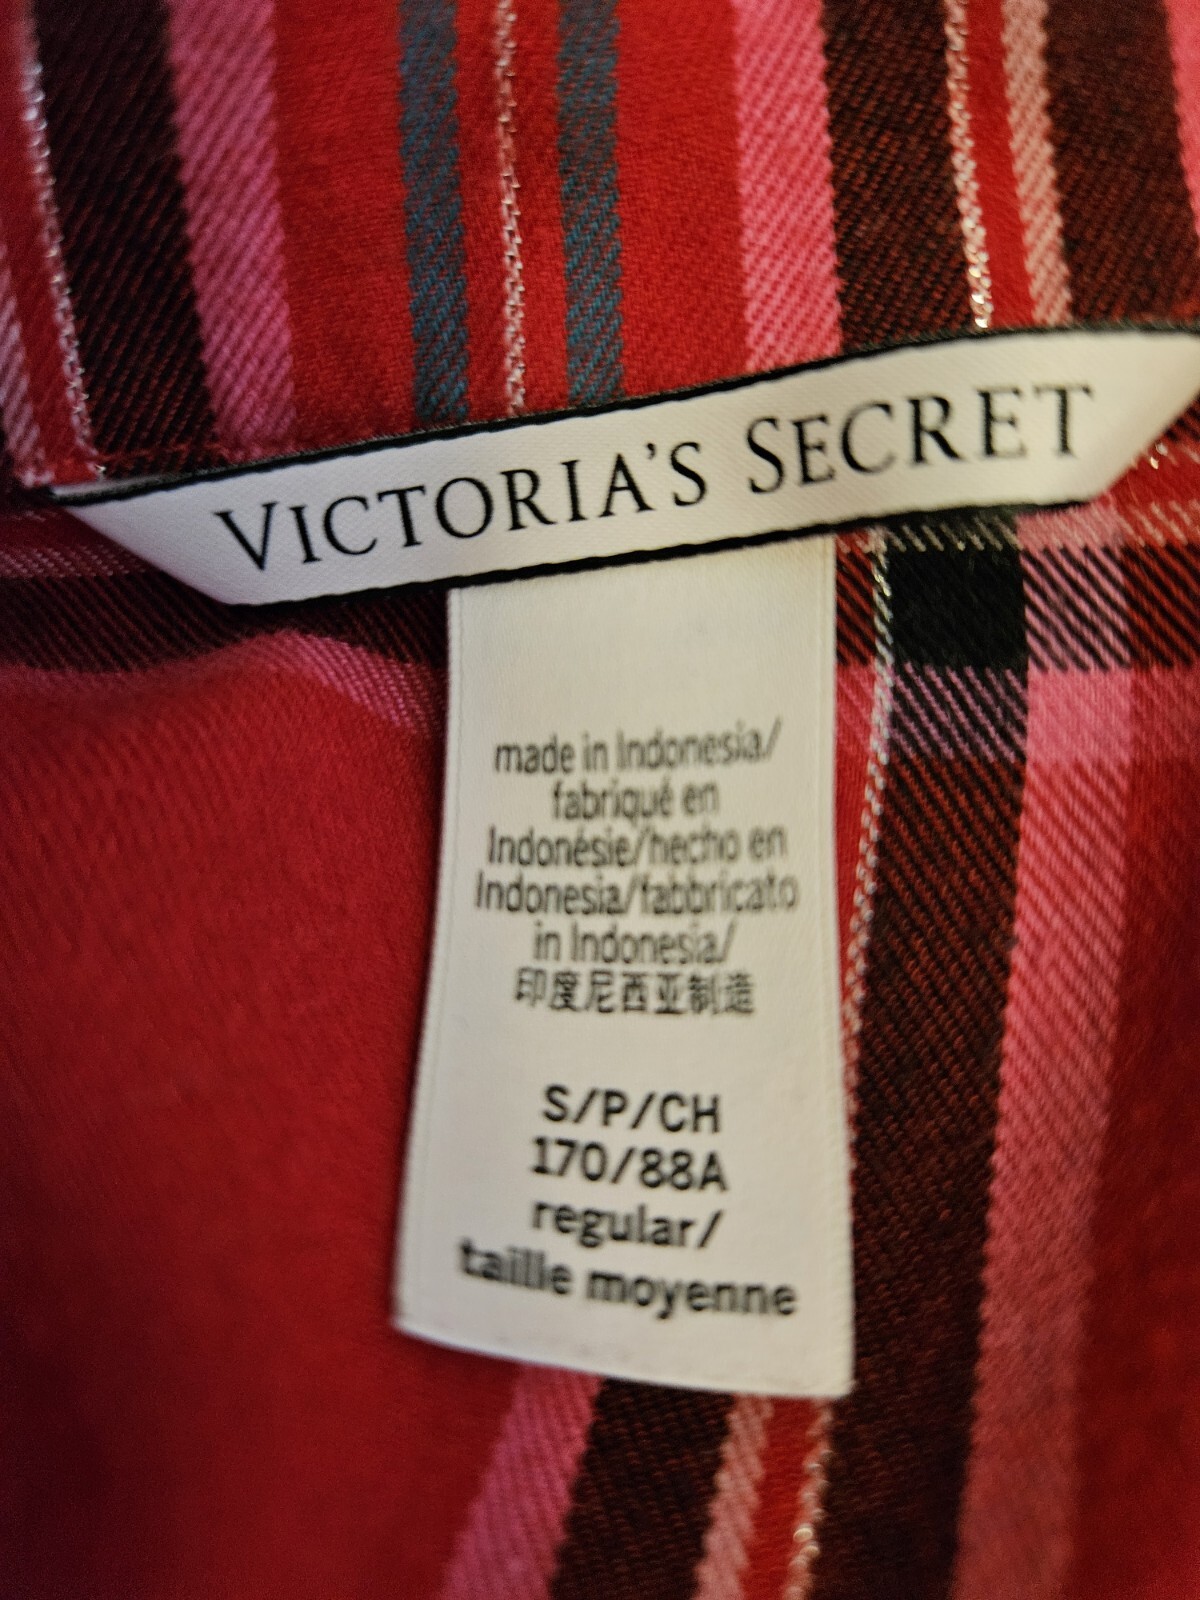 VICTORIA'S SECRET
made in Indonesia/
fabriqué en
Indonésie/hecho en
Indonesia/fabbricato
in Indonesia/
印度尼西亚制造
S/P/CH
170/88A
regular/
taille moyenne